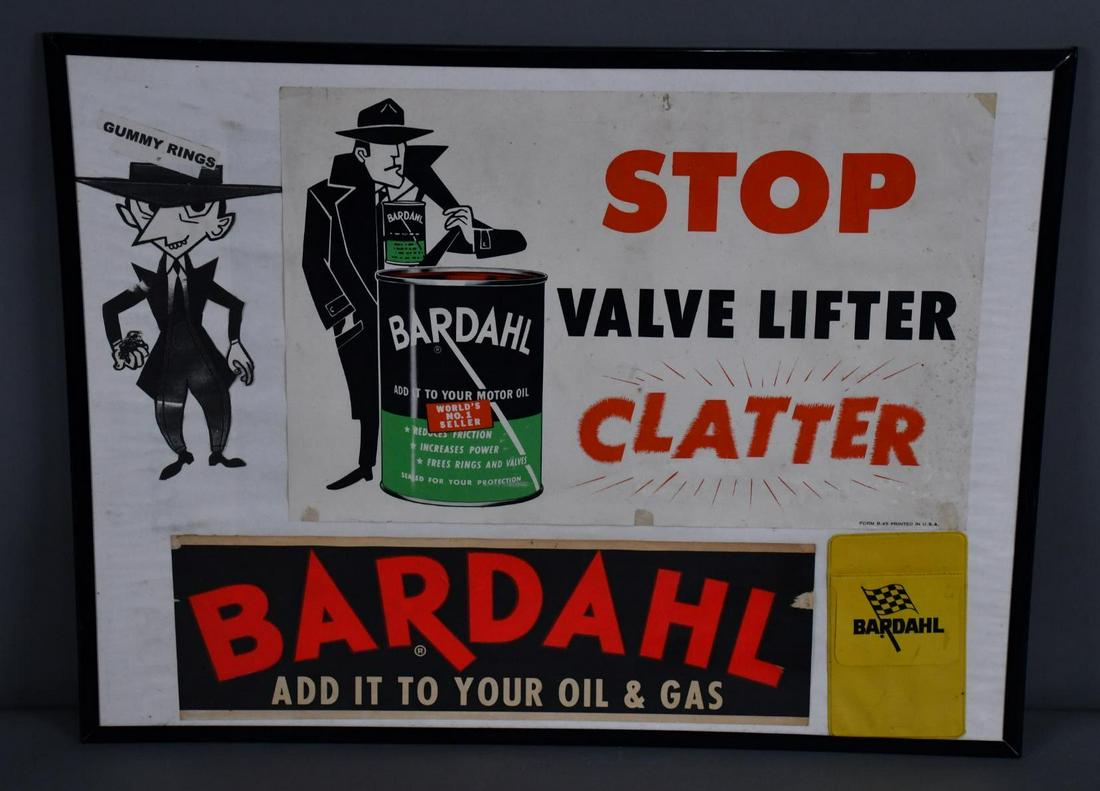 GUMMY RINGS
STOP
VALVE LIFTER
CLATTER
BARDAHL
BARDAHL
®
ADD IT TO YOUR MOTOR OIL
WORLD'S
NO. 1
SELLER
★ REDUCES FRICTION
★ INCREASES POWER
★ FREES RINGS AND VALVES
SEALED FOR YOUR PROTECTION
FORM B-45 PRINTED IN U.S.A.
BARDAHL
®
ADD IT TO YOUR OIL & GAS
BARDAHL